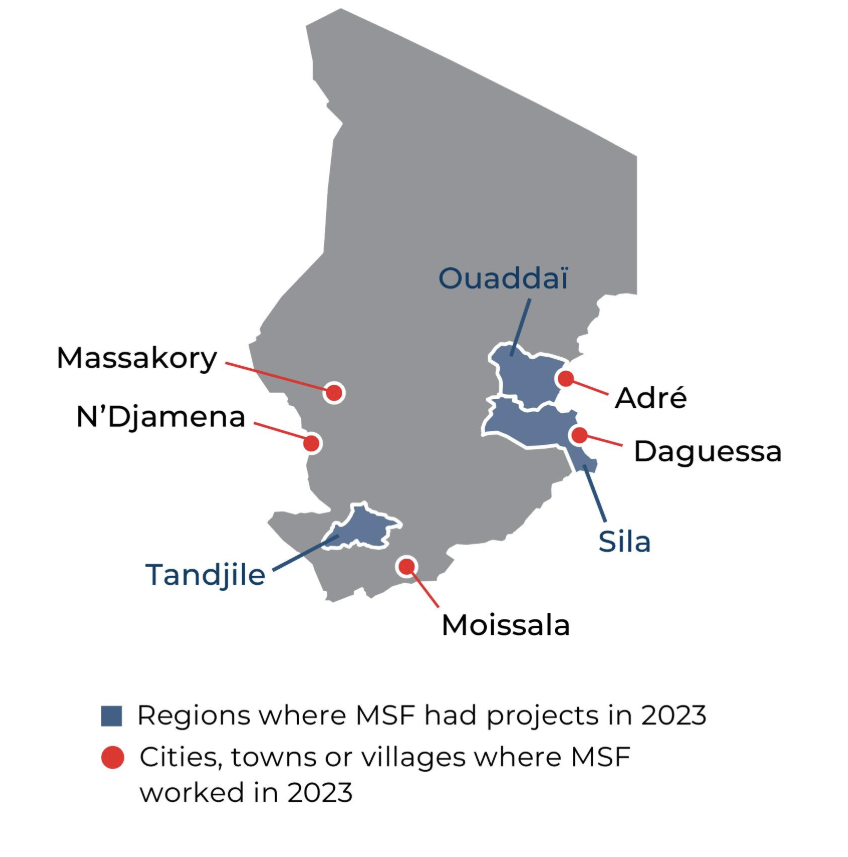 Ouaddaï
Massakory
Adré
N’Djamena
Daguessa
Sila
Tandjile
Moissala
Regions where MSF had projects in 2023
Cities, towns or villages where MSF
worked in 2023